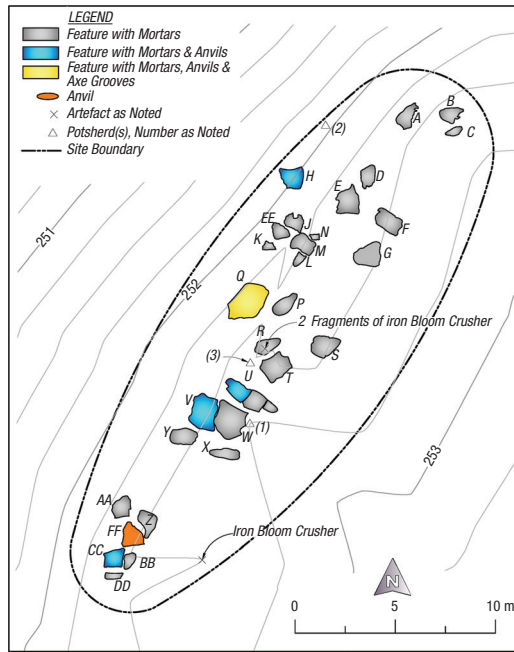 LEGEND
Feature with Mortars
Feature with Mortars & Anvils
Feature with Mortars, Anvils &
Axe Grooves
Anvil
Artefact as Noted
Potsherd(s), Number as Noted
Site Boundary
(2)
A
B
C
H
D
E
F
251
EE
J
N
K
M
L
G
252
Q
P
2 Fragments of iron Bloom Crusher
R
(3)
S
U
T
V
(1)
W
Y
X
253
AA
Z
FF
Iron Bloom Crusher
CC
BB
DD
N
0
5
10 m